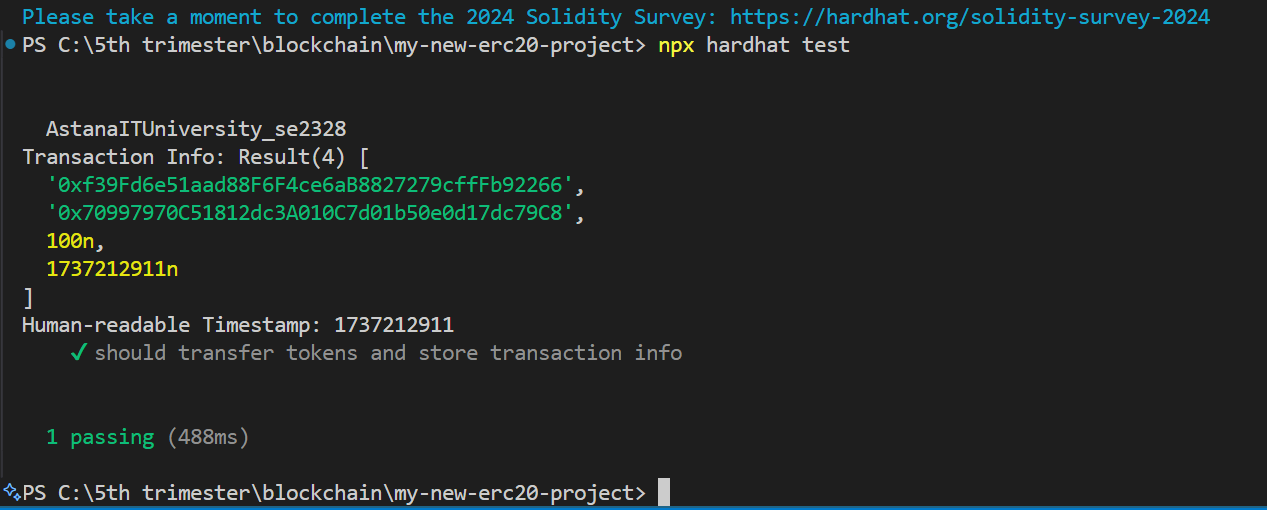 Please take a moment to complete the 2024 Solidity Survey: https://hardhat.org/solidity-survey-2024
PS C:\5th trimester\blockchain\my-new-erc20-project> npx hardhat test
AstanaITUniversity_se2328
Transaction Info: Result(4) [
'0xf39Fd6e51aad88F6F4ce6aB8827279cffFb92266',
'0x70997970C51812dc3A010C7d01b50e0d17dc79C8',
100n,
1737212911n
]
Human-readable Timestamp: 1737212911
✓ should transfer tokens and store transaction info
1 passing (488ms)
PS C:\5th trimester\blockchain\my-new-erc20-project>